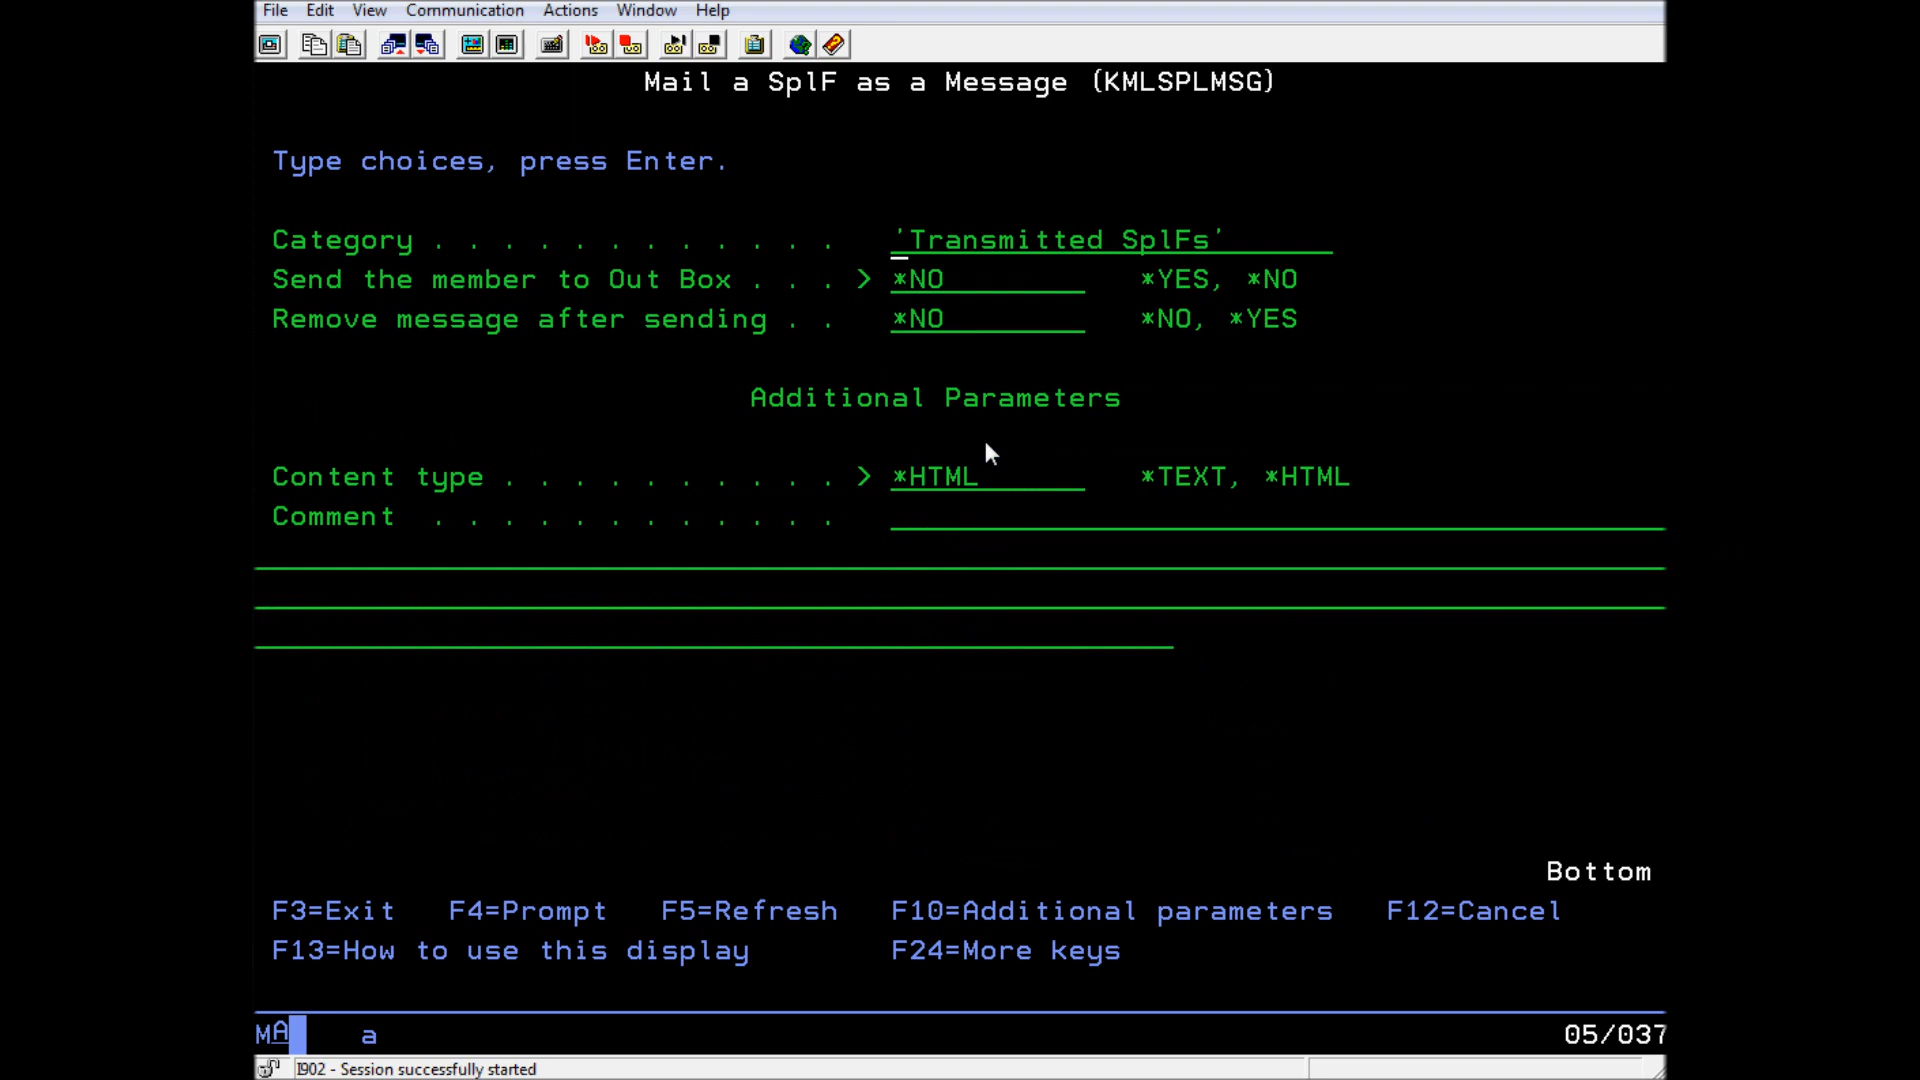 File Edit View Communication Actions Window Help
Mail a SplF as a Message (KMLSPLMSG)
Type choices, press Enter.
Category . . . . . . . . . . . . 'Transmitted SplFs'
Send the member to Out Box . . . > *NO *YES, *NO
Remove message after sending . . *NO *NO, *YES
Additional Parameters
Content type . . . . . . . . . . > *HTML *TEXT, *HTML
Comment . . . . . . . . . . . .
Bottom
F3=Exit F4=Prompt F5=Refresh F10=Additional parameters F12=Cancel
F13=How to use this display F24=More keys
MA a 05/037
I902 - Session successfully started